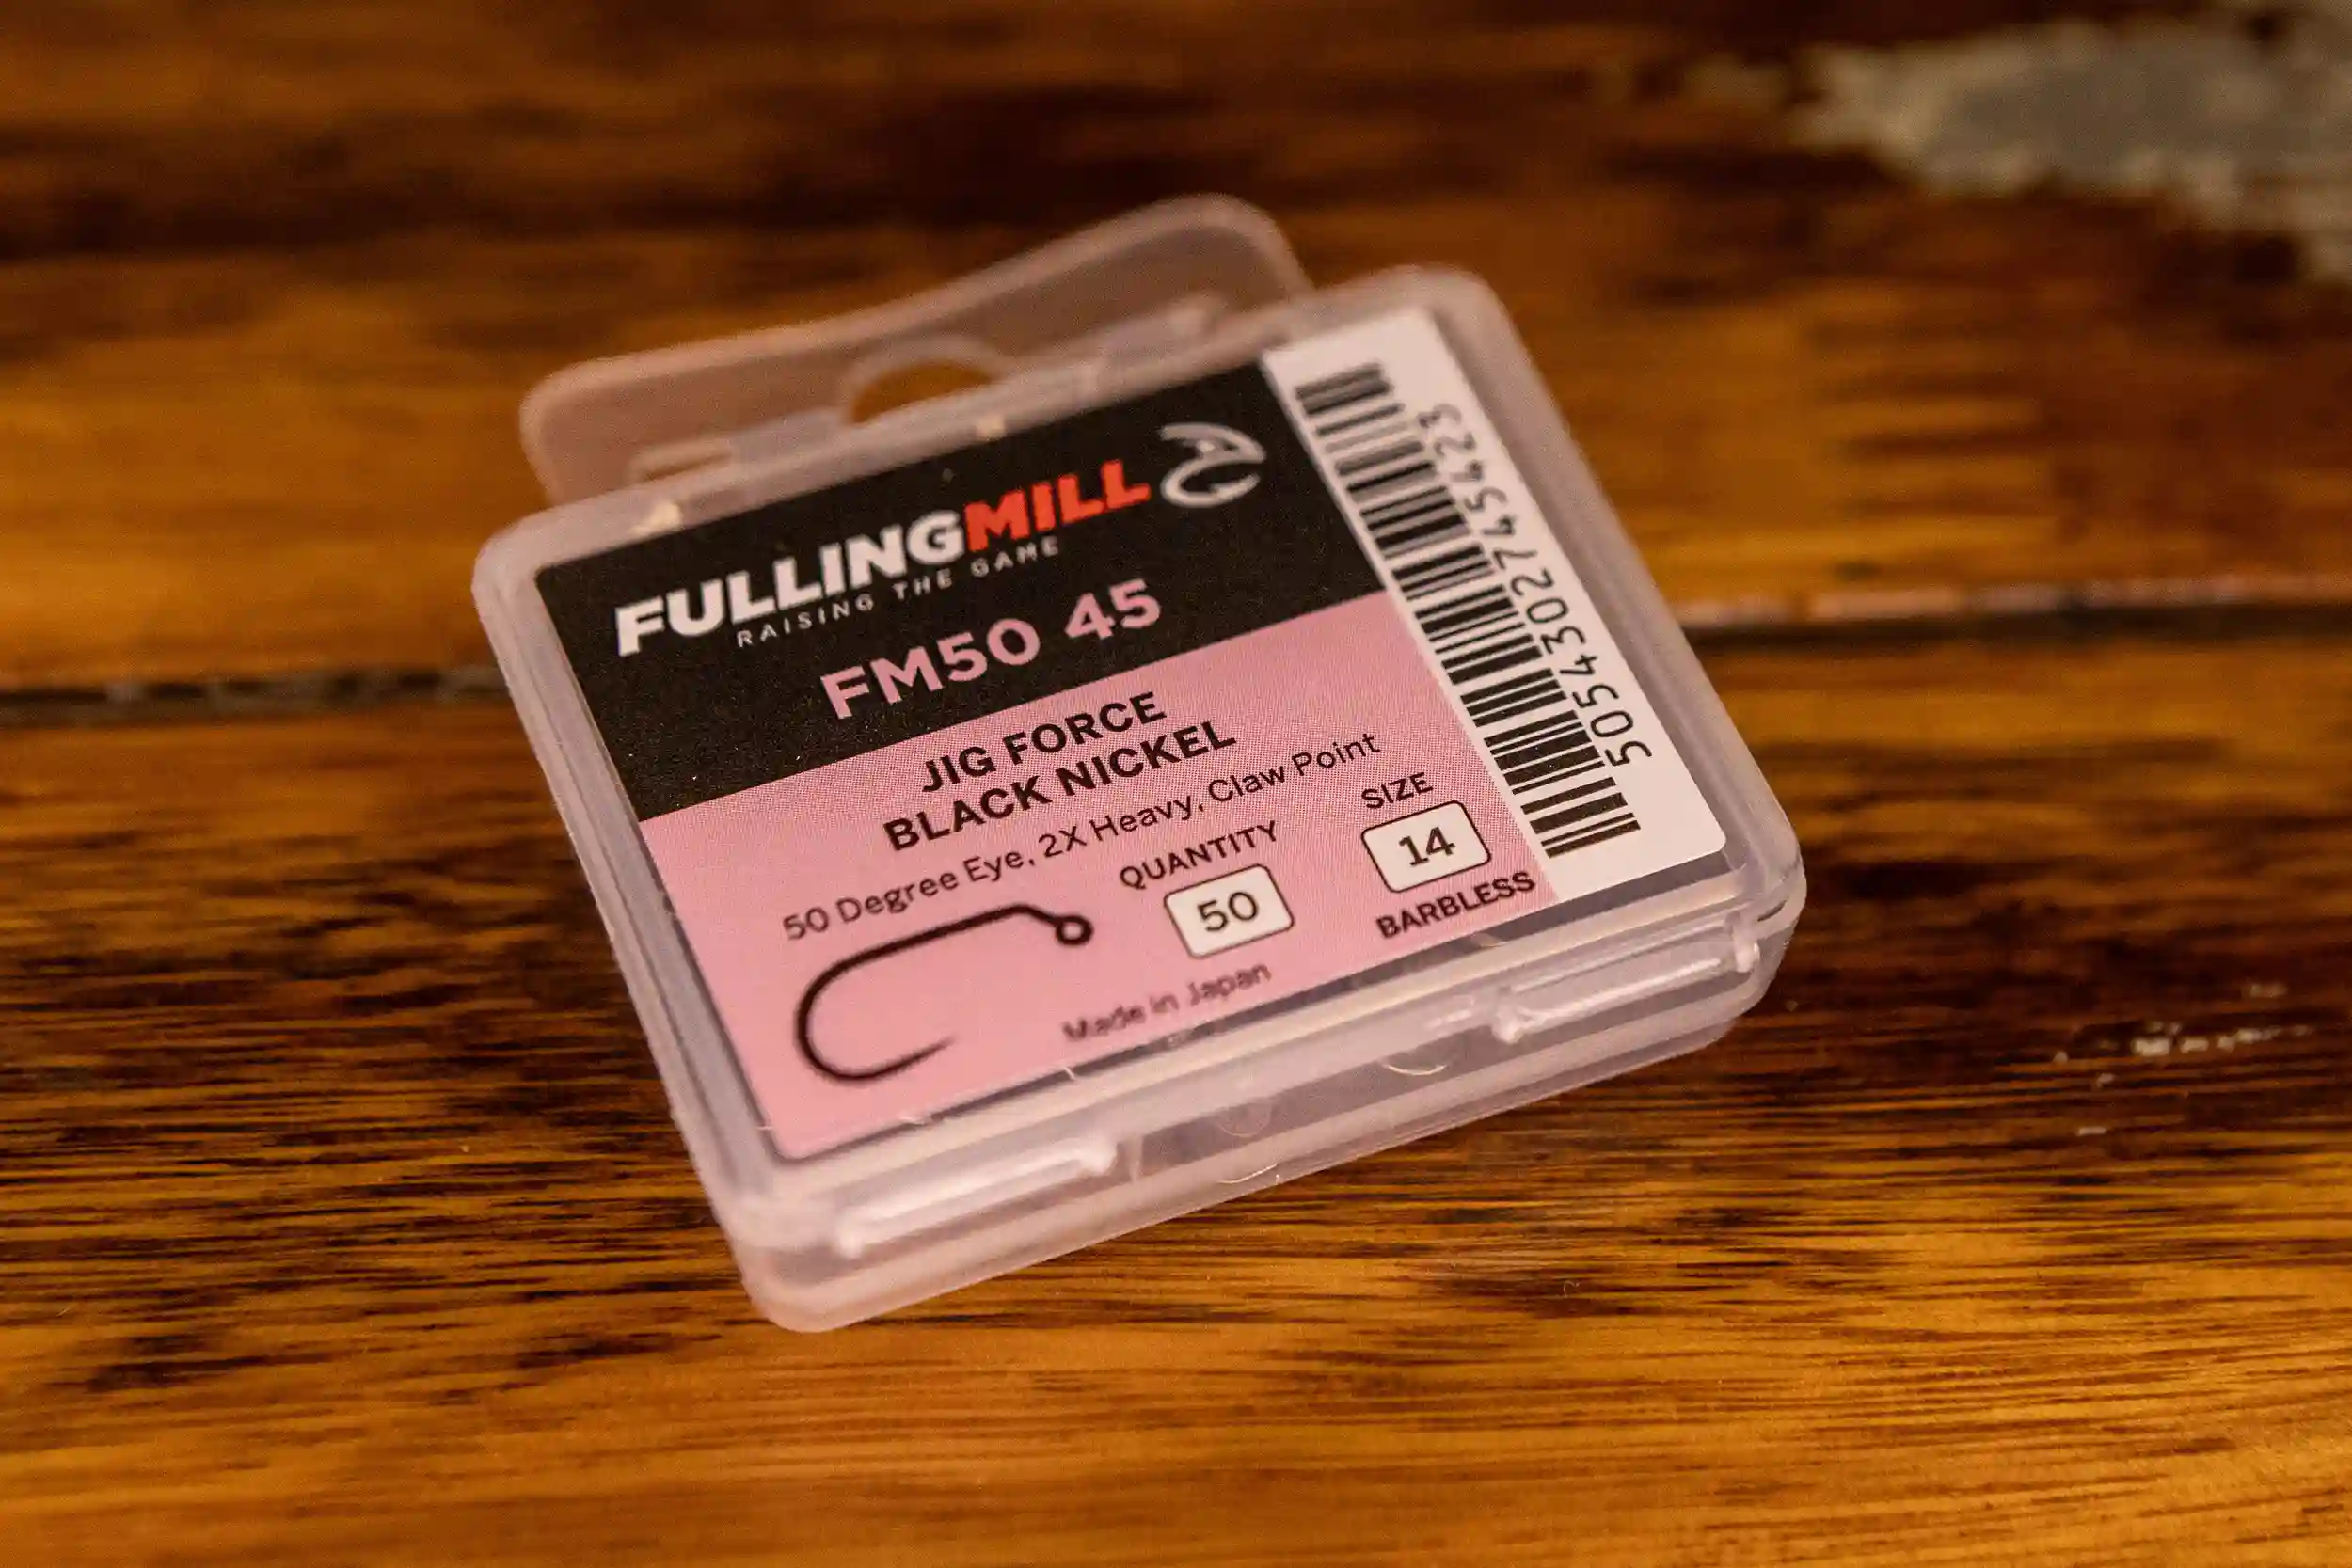 FULLINGMILL
RAISING THE GAME
FM50 45
JIG FORCE
BLACK NICKEL
50 Degree Eye, 2X Heavy, Claw Point
QUANTITY
50
SIZE
14
BARBLESS
Made in Japan
5054302745423